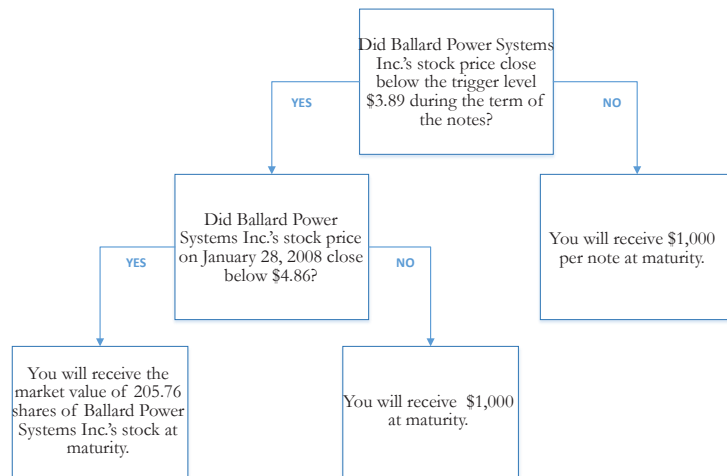 Did Ballard Power Systems
Inc.'s stock price close
below the trigger level
$3.89 during the term of
the notes?
YES
NO
Did Ballard Power
Systems Inc.'s stock price
on January 28, 2008 close
below $4.86?
You will receive $1,000
per note at maturity.
YES
NO
You will receive the
market value of 205.76
shares of Ballard Power
Systems Inc.'s stock at
maturity.
You will receive $1,000
at maturity.